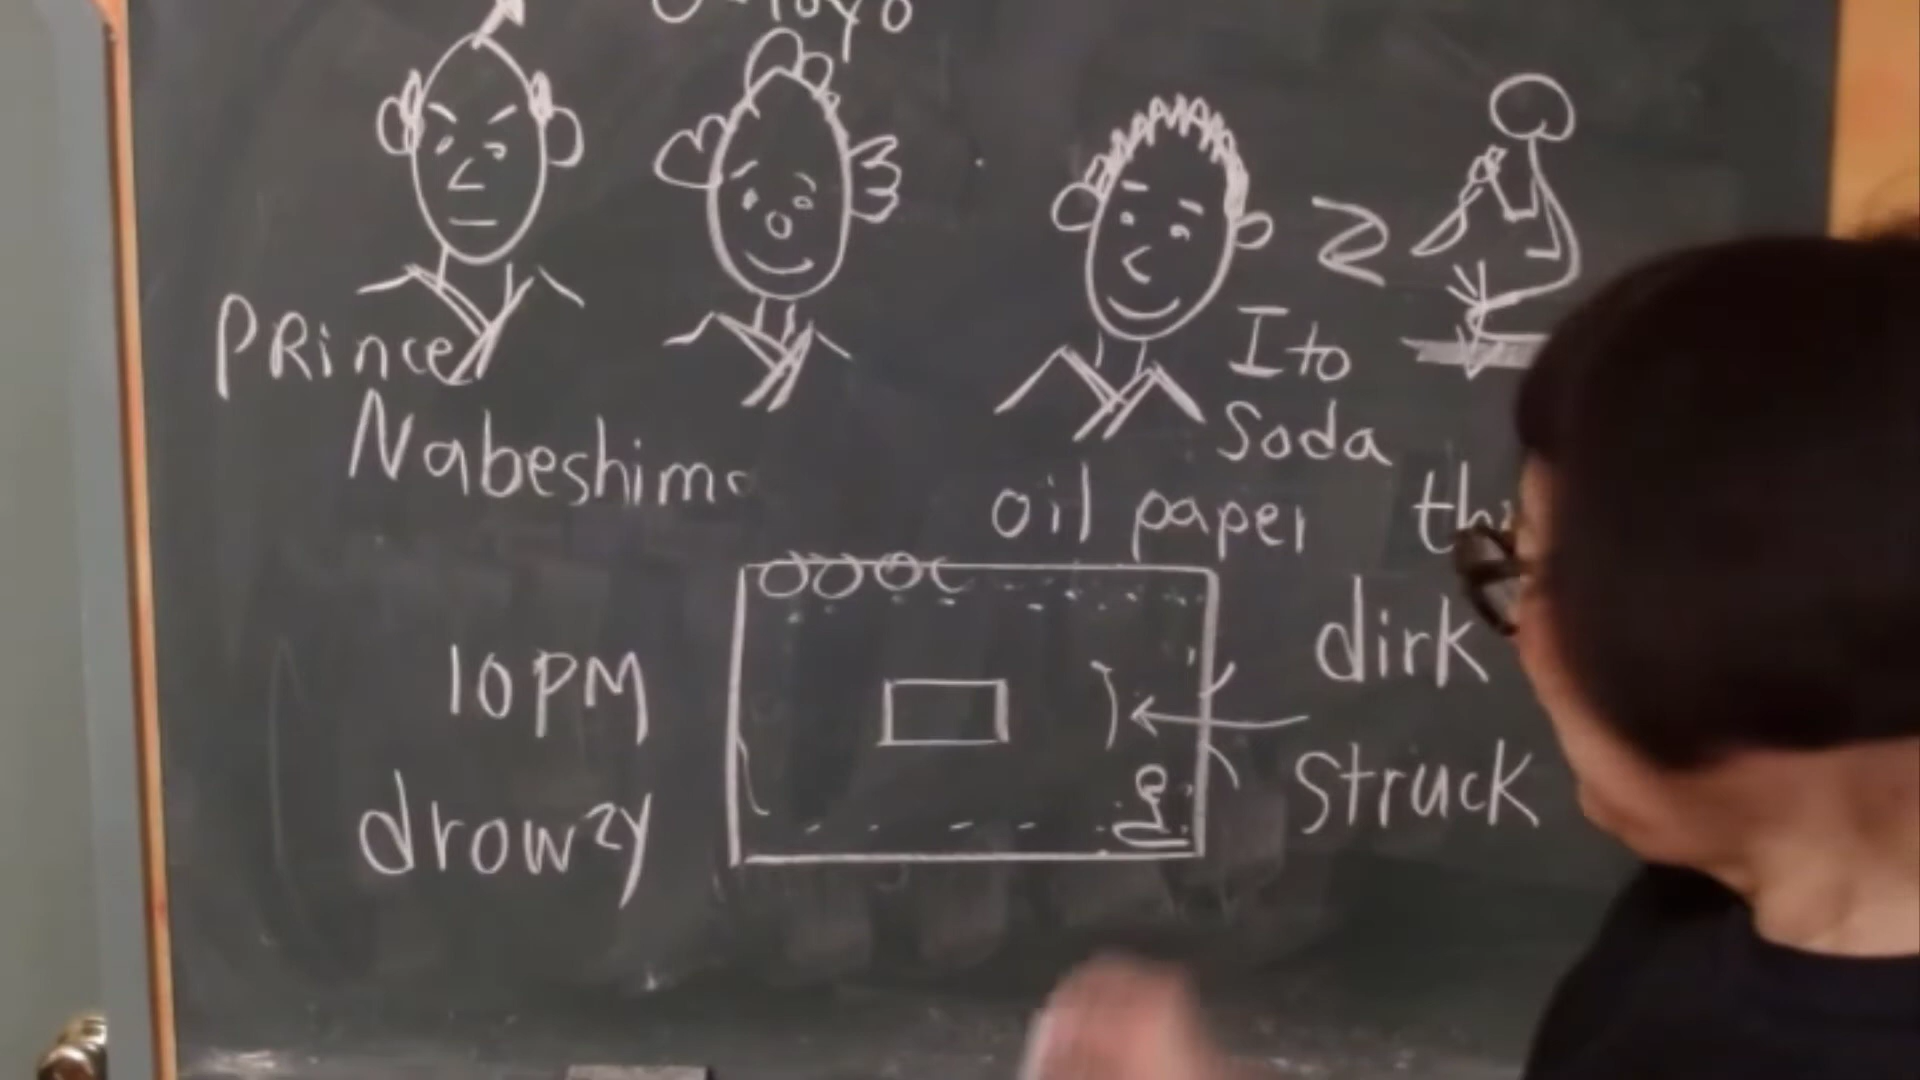 Prince
Nabeshima
Ito
Soda
oil paper
dirk
10PM
struck
drowzy